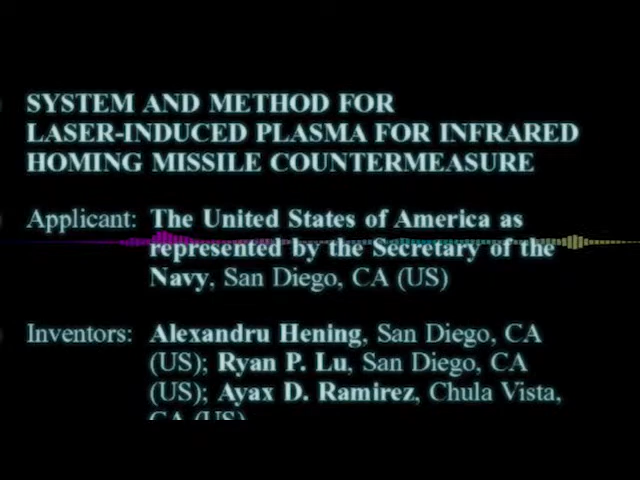 SYSTEM AND METHOD FOR
LASER-INDUCED PLASMA FOR INFRARED
HOMING MISSILE COUNTERMEASURE
Applicant: The United States of America as
represented by the Secretary of the
Navy, San Diego, CA (US)
Inventors: Alexandru Hening, San Diego, CA
(US); Ryan P. Lu, San Diego, CA
(US); Ayax D. Ramirez, Chula Vista,
CA (US)